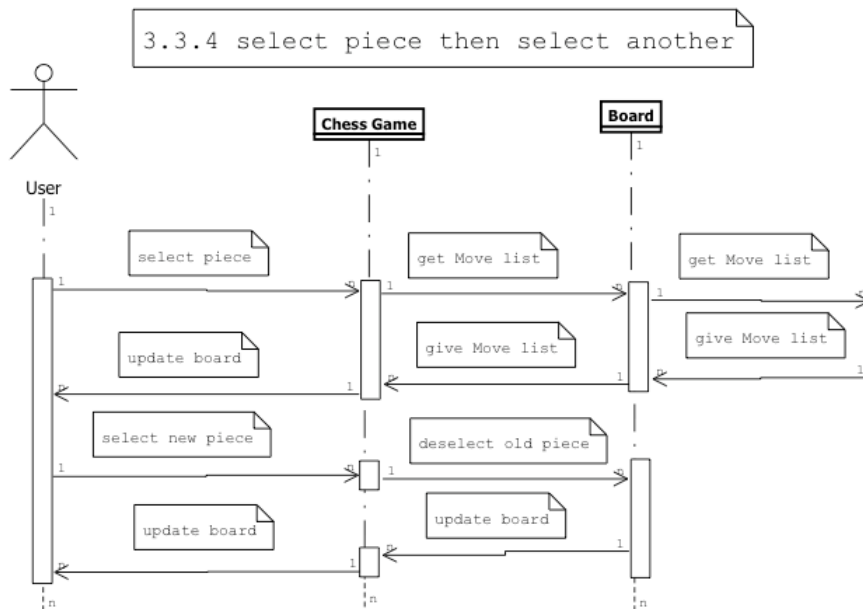 3.3.4 select piece then select another
Chess Game
Board
User
1
1
1
select piece
get Move list
get Move list
1
n
1
n
1
n
update board
give Move list
give Move list
n
1
n
1
n
1
select new piece
deselect old piece
1
n
1
n
update board
update board
n
1
n
1
n
n
n